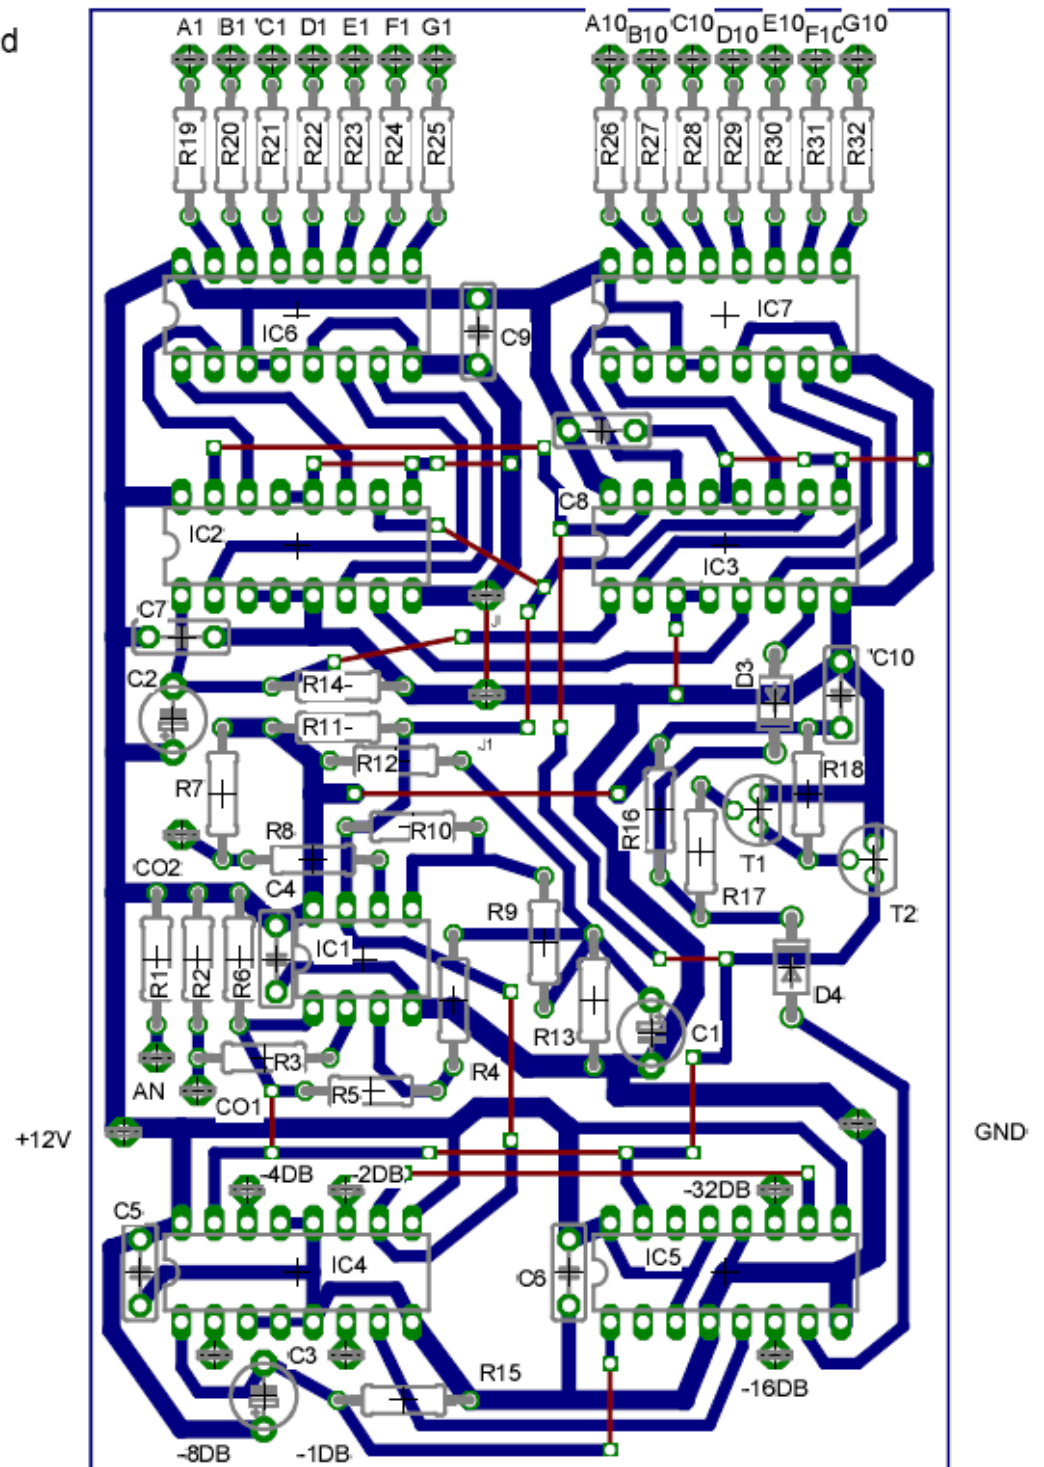 d
A1 B1 'C1 D1 E1 F1 G1 A10 B10 'C10 D10 E10 F10 G10
R19 R20 R21 R22 R23 R24 R25 R26 R27 R28 R29 R30 R31 R32
IC6 C9 IC7
C8
IC2 IC3
C7 JI
C2 R14- D3 'C10
R11- J1
R12
R7 R16 R18
R8 R10 T1
CO2 C4 R17 T2
R9
IC1
R1 R2 R6 D4
R13 C1
R3 R4
AN R5
CO1
+12V GND
-4DB -2DB -32DB
C5
IC4 IC5
C6
C3 R15
-16DB
-8DB -1DB